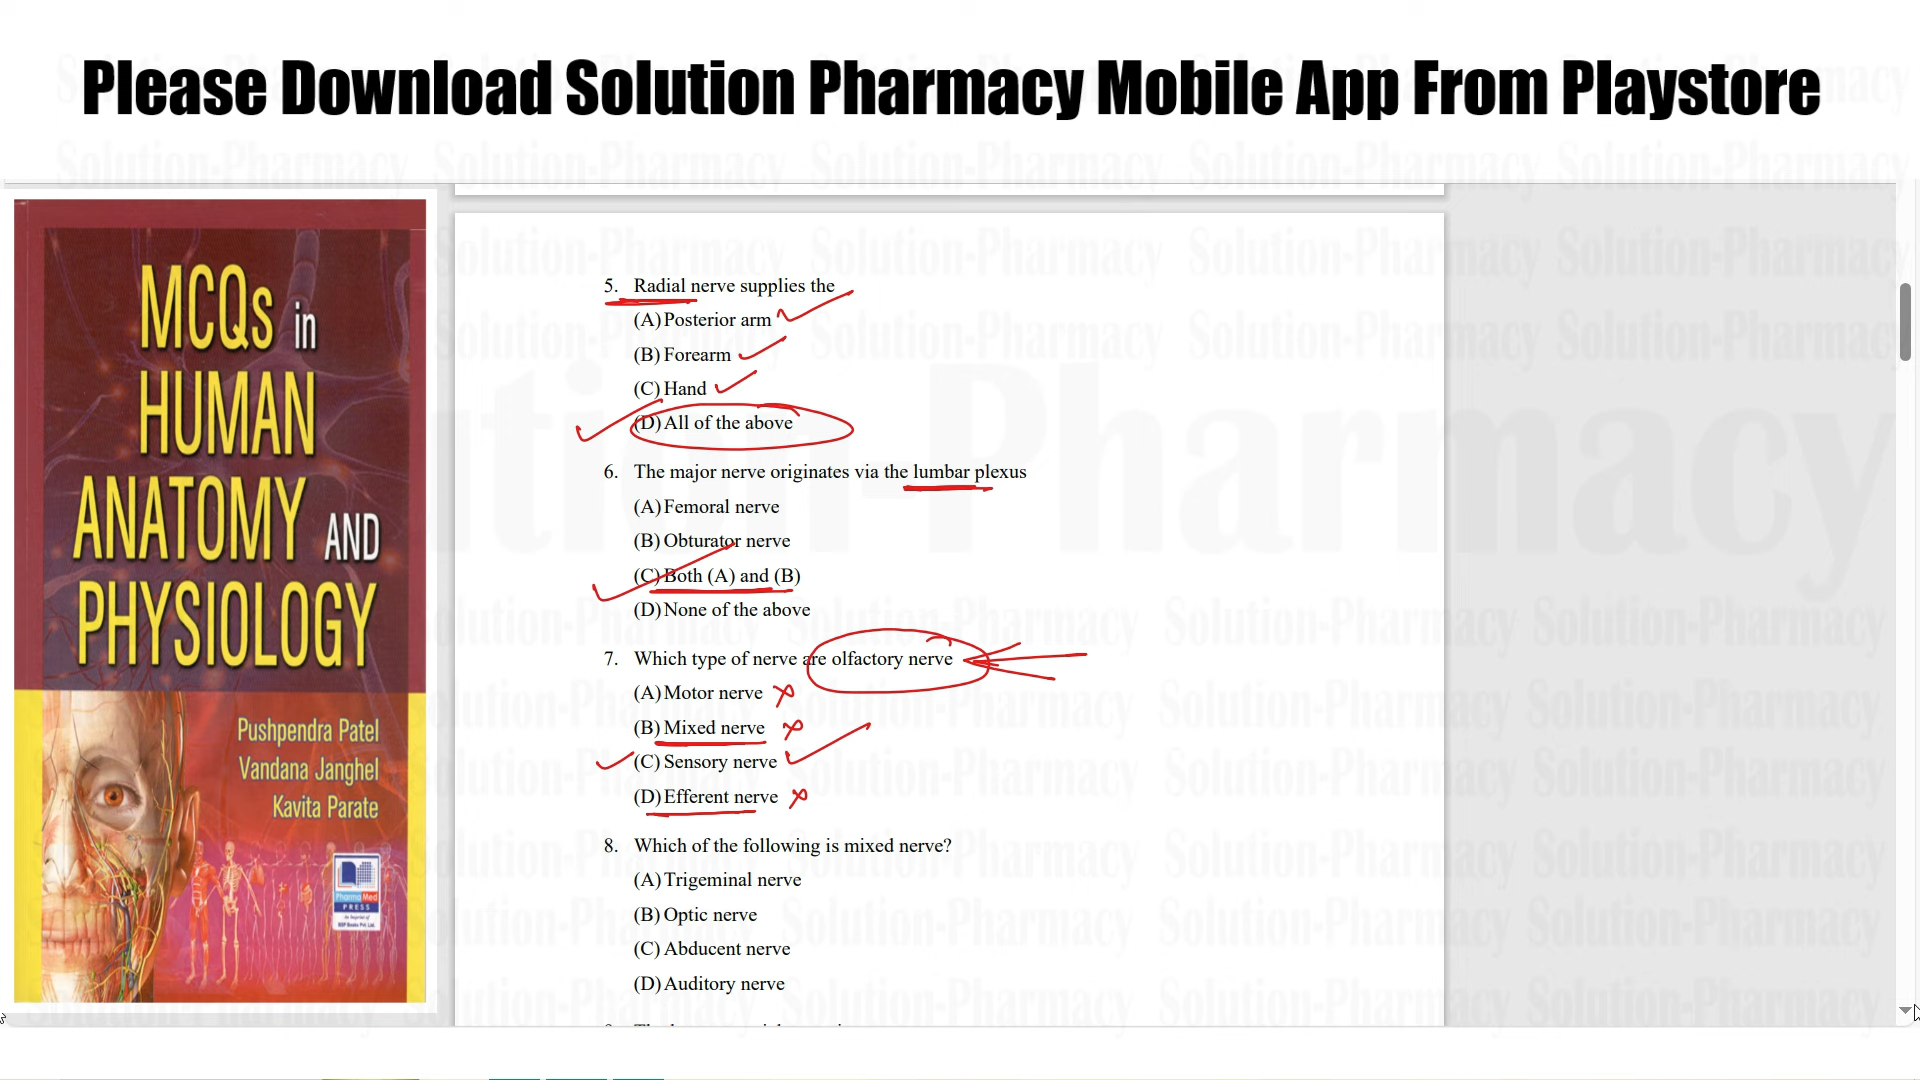 Please Download Solution Pharmacy Mobile App From Playstore
MCQs in
HUMAN
ANATOMY AND
PHYSIOLOGY
Pushpendra Patel
Vandana Janghel
Kavita Parate
PharmaMed
PRESS
5. Radial nerve supplies the
(A) Posterior arm
(B) Forearm
(C) Hand
(D) All of the above
6. The major nerve originates via the lumbar plexus
(A) Femoral nerve
(B) Obturator nerve
(C) Both (A) and (B)
(D) None of the above
7. Which type of nerve are olfactory nerve
(A) Motor nerve
(B) Mixed nerve
(C) Sensory nerve
(D) Efferent nerve
8. Which of the following is mixed nerve?
(A) Trigeminal nerve
(B) Optic nerve
(C) Abducent nerve
(D) Auditory nerve
Solution-Pharmacy